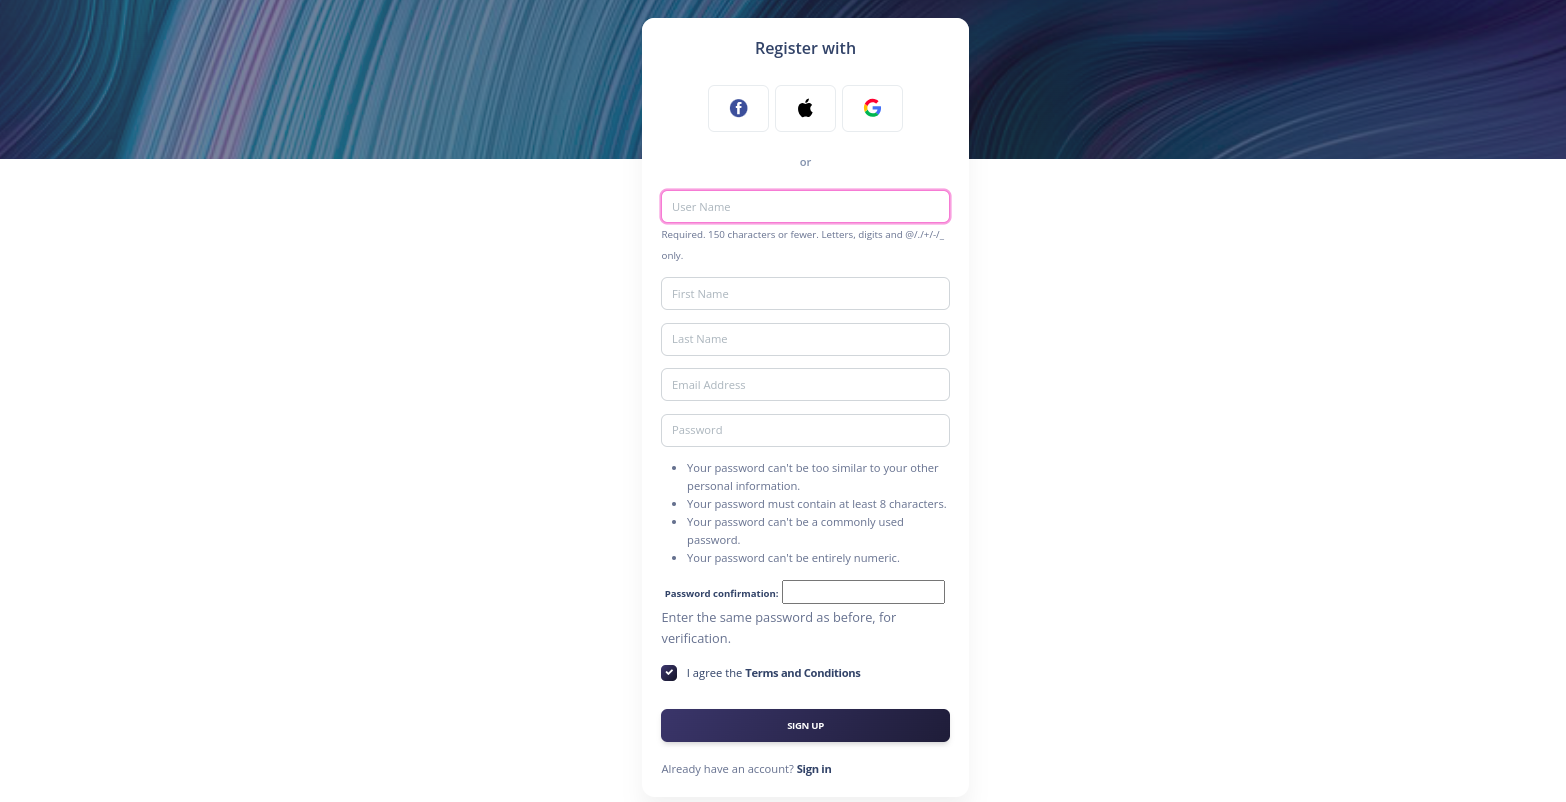 Register with
or
User Name
Required. 150 characters or fewer. Letters, digits and @/./+/-/_
only.
First Name
Last Name
Email Address
Password
Your password can't be too similar to your other
personal information.
Your password must contain at least 8 characters.
Your password can't be a commonly used
password.
Your password can't be entirely numeric.
Password confirmation:
Enter the same password as before, for
verification.
I agree the Terms and Conditions
SIGN UP
Already have an account? Sign in